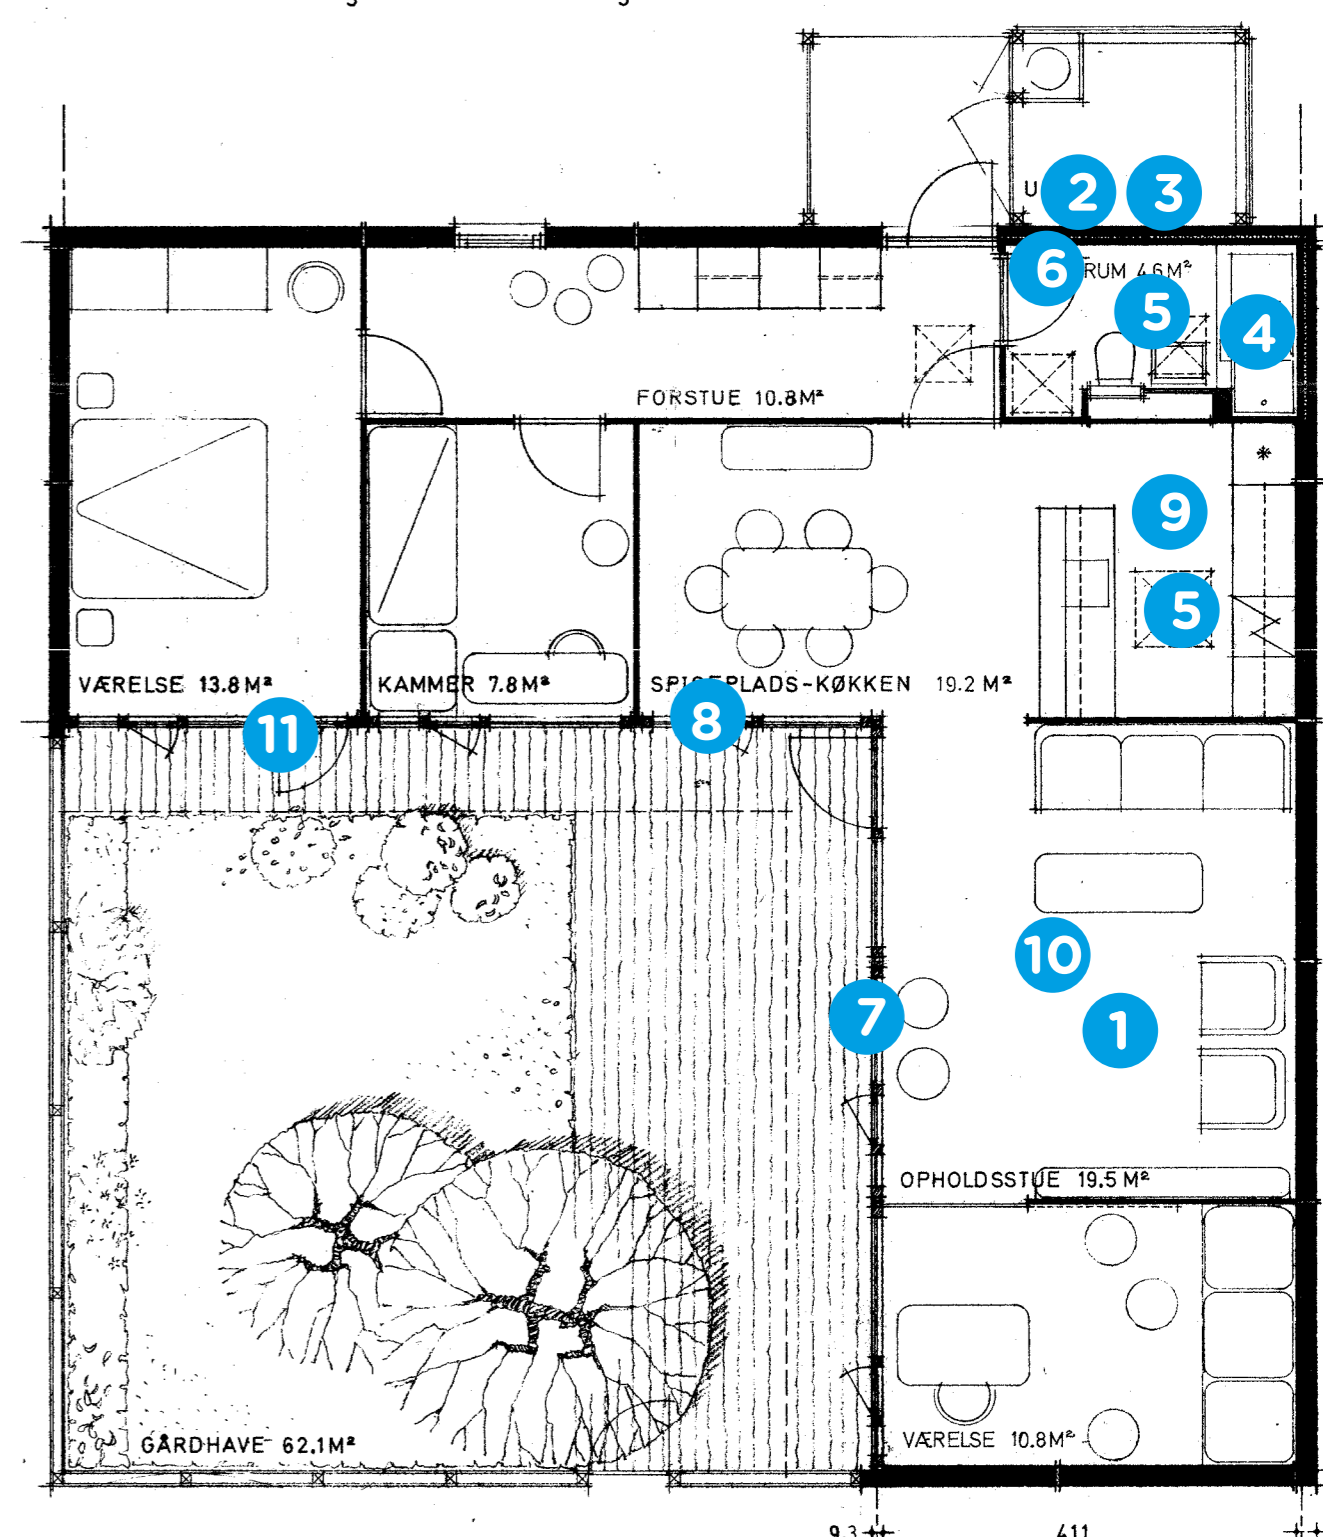 U 2 3
6 RUM 4.6M²
5
4
FORSTUE 10.8M²
9
5
VÆRELSE 13.8M²
KAMMER 7.8M²
SPISEPLADS-KØKKEN 19.2 M²
11
8
10
7
1
OPHOLDSSTUE 19.5 M²
GÅRDHAVE 62.1M²
VÆRELSE 10.8M²
9.3
411